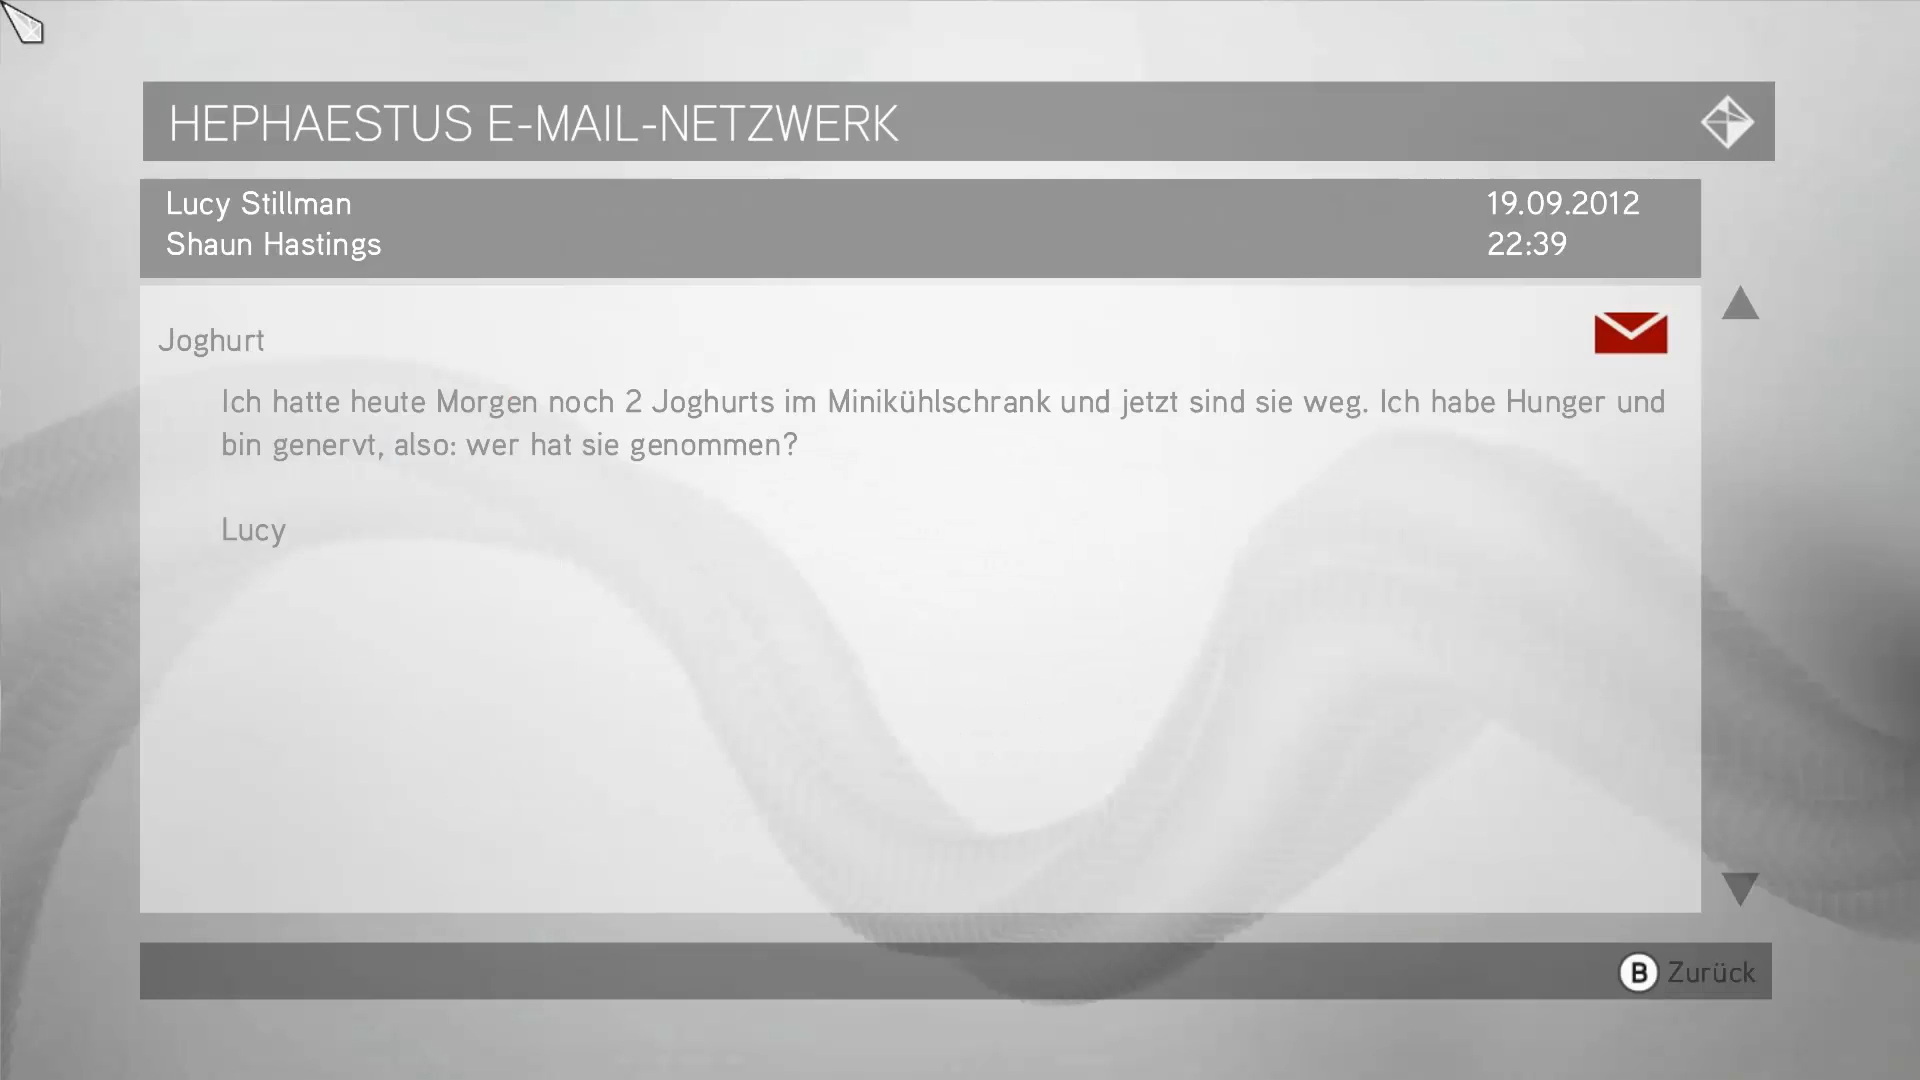 HEPHAESTUS E-MAIL-NETZWERK
Lucy Stillman 19.09.2012
Shaun Hastings 22:39
Joghurt
Ich hatte heute Morgen noch 2 Joghurts im Minikühlschrank und jetzt sind sie weg. Ich habe Hunger und
bin genervt, also: wer hat sie genommen?
Lucy
B Zurück